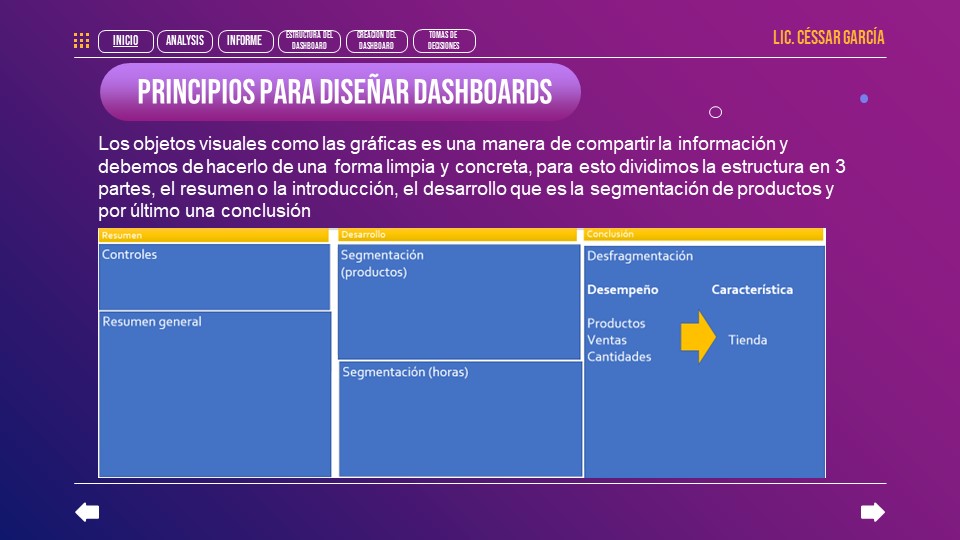 INICIO
ANALYSIS
INFORME
ESTRUCTURA DEL
DASHBOARD
CREACION DEL
DASHBOARD
TOMAS DE
DECISIONES
LIC. CÉSSAR GARCÍA
PRINCIPIOS PARA DISEÑAR DASHBOARDS
Los objetos visuales como las gráficas es una manera de compartir la información y
debemos de hacerlo de una forma limpia y concreta, para esto dividimos la estructura en 3
partes, el resumen o la introducción, el desarrollo que es la segmentación de productos y
por último una conclusión
Resumen
Controles
Resumen general
Desarrollo
Segmentación
(productos)
Segmentación (horas)
Conclusión
Desfragmentación
Desempeño Característica
Productos
Ventas
Cantidades
Tienda